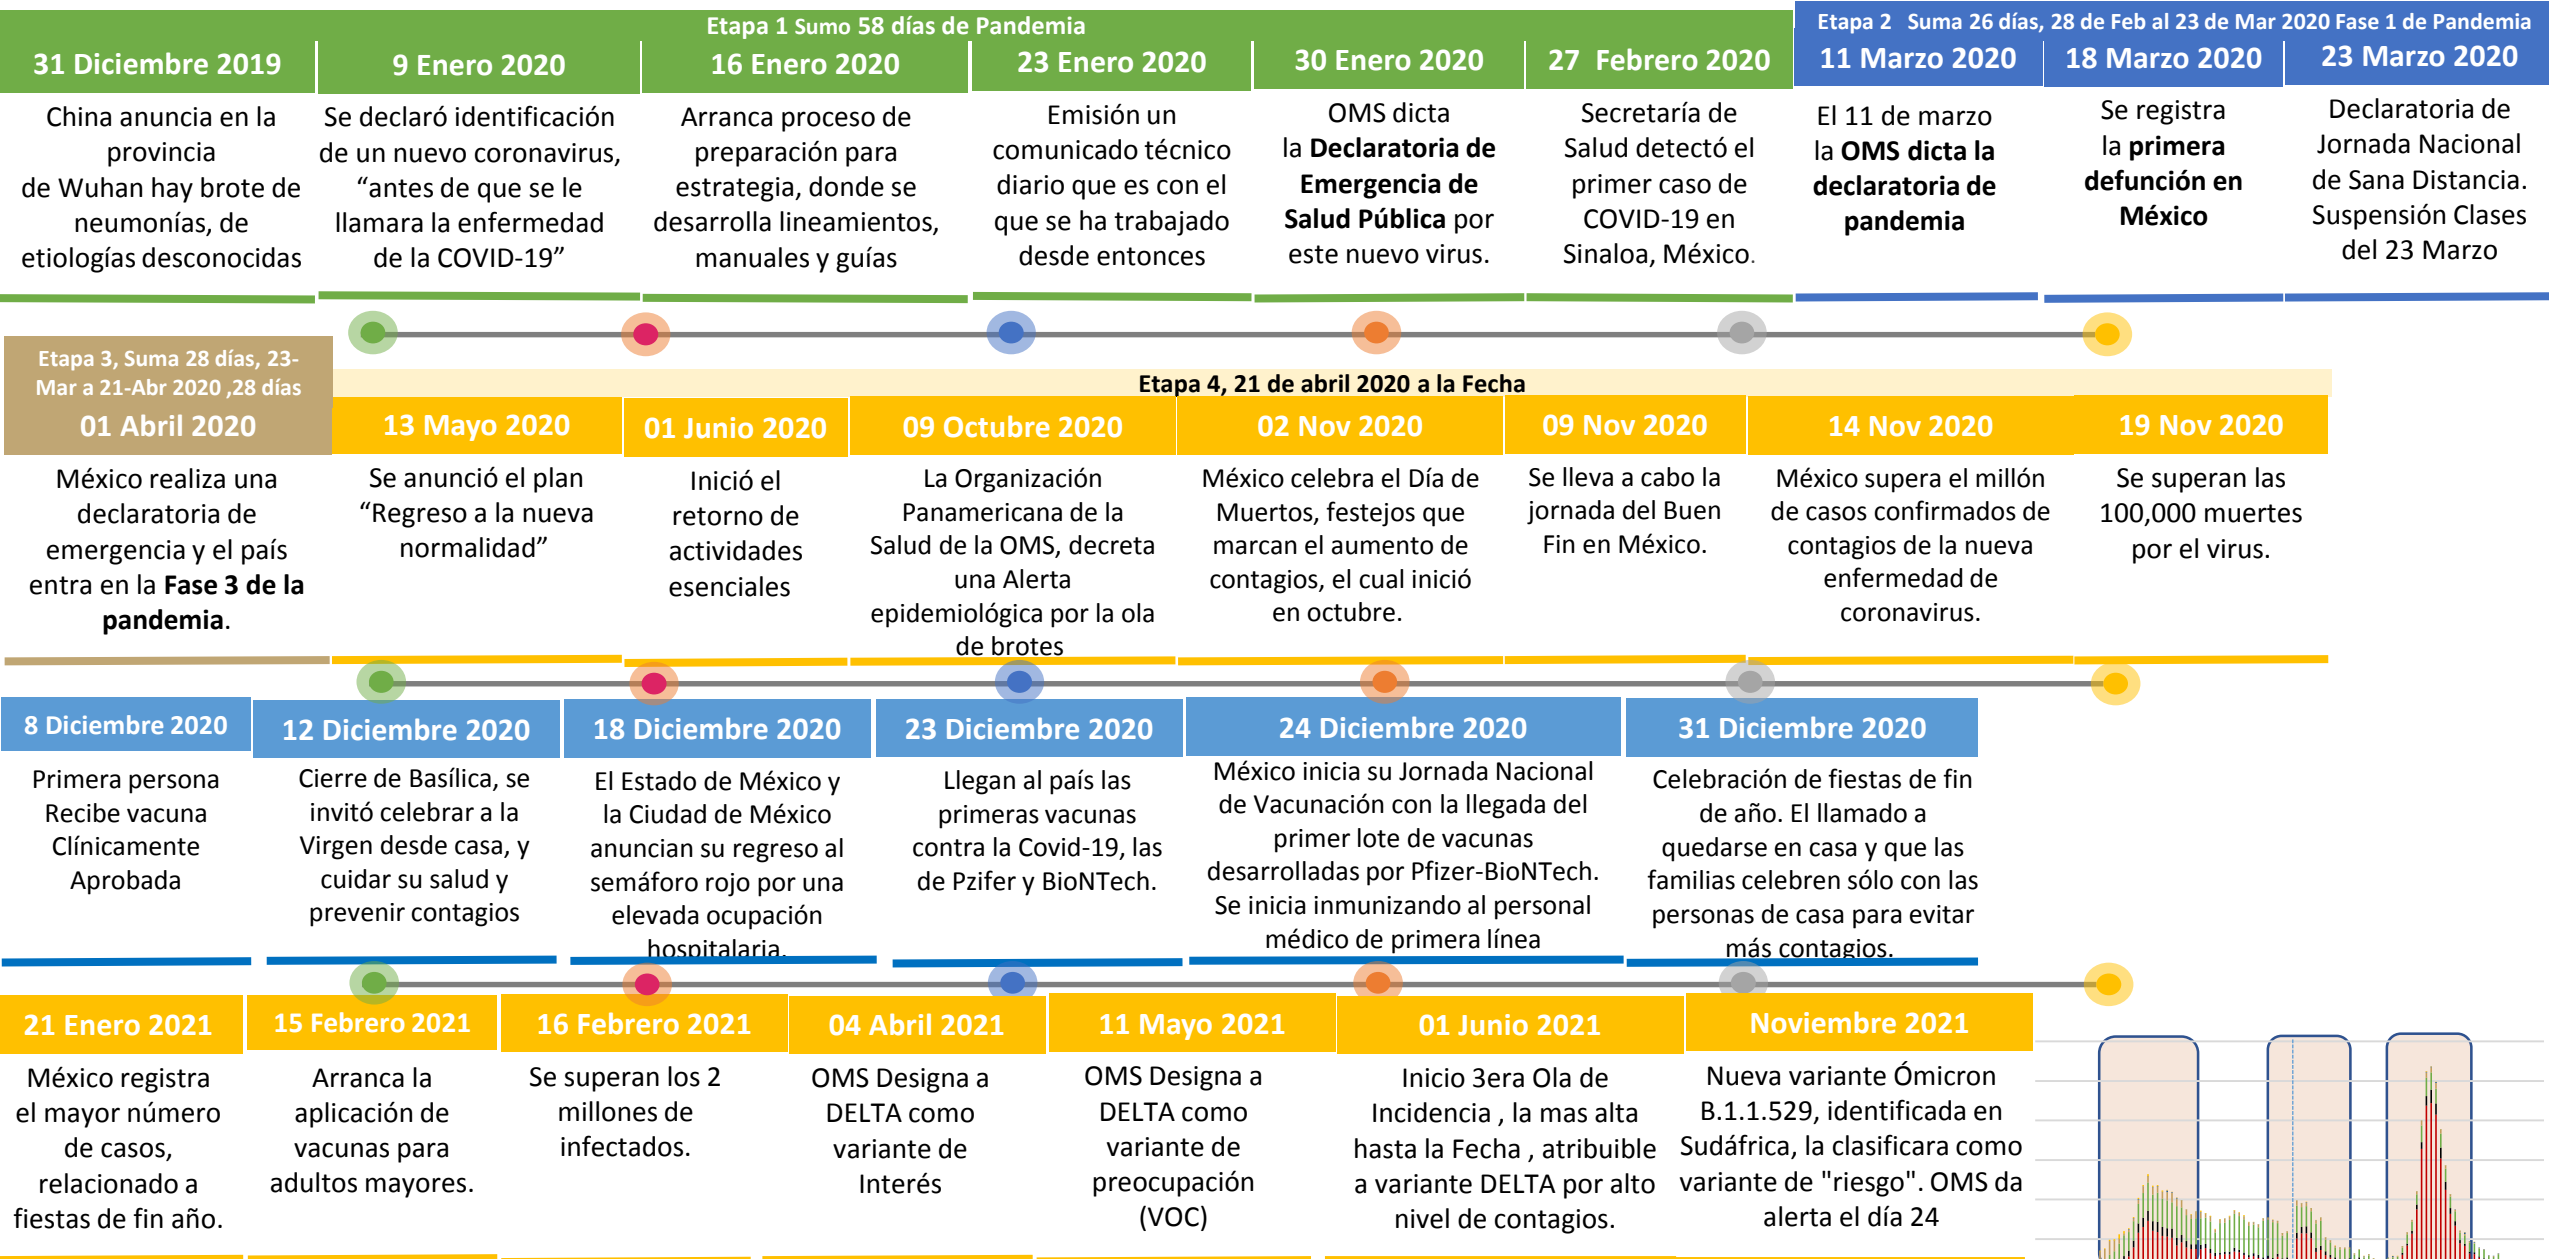 Etapa 1 Sumo 58 días de Pandemia
Etapa 2 Suma 26 días, 28 de Feb al 23 de Mar 2020 Fase 1 de Pandemia
31 Diciembre 2019
China anuncia en la
provincia
de Wuhan hay brote de
neumonías, de
etiologías desconocidas
9 Enero 2020
Se declaró identificación
de un nuevo coronavirus,
“antes de que se le
llamara la enfermedad
de la COVID-19”
16 Enero 2020
Arranca proceso de
preparación para
estrategia, donde se
desarrolla lineamientos,
manuales y guías
23 Enero 2020
Emisión un
comunicado técnico
diario que es con el
que se ha trabajado
desde entonces
30 Enero 2020
OMS dicta
la Declaratoria de
Emergencia de
Salud Pública por
este nuevo virus.
27 Febrero 2020
Secretaría de
Salud detectó el
primer caso de
COVID-19 en
Sinaloa, México.
11 Marzo 2020
El 11 de marzo
la OMS dicta la
declaratoria de
pandemia
18 Marzo 2020
Se registra
la primera
defunción en
México
23 Marzo 2020
Declaratoria de
Jornada Nacional
de Sana Distancia.
Suspensión Clases
del 23 Marzo
Etapa 3, Suma 28 días, 23-
Mar a 21-Abr 2020 ,28 días
01 Abril 2020
México realiza una
declaratoria de
emergencia y el país
entra en la Fase 3 de la
pandemia.
Etapa 4, 21 de abril 2020 a la Fecha
13 Mayo 2020
Se anunció el plan
“Regreso a la nueva
normalidad”
01 Junio 2020
Inició el
retorno de
actividades
esenciales
09 Octubre 2020
La Organización
Panamericana de la
Salud de la OMS, decreta
una Alerta
epidemiológica por la ola
de brotes
02 Nov 2020
México celebra el Día de
Muertos, festejos que
marcan el aumento de
contagios, el cual inició
en octubre.
09 Nov 2020
Se lleva a cabo la
jornada del Buen
Fin en México.
14 Nov 2020
México supera el millón
de casos confirmados de
contagios de la nueva
enfermedad de
coronavirus.
19 Nov 2020
Se superan las
100,000 muertes
por el virus.
8 Diciembre 2020
Primera persona
Recibe vacuna
Clínicamente
Aprobada
12 Diciembre 2020
Cierre de Basílica, se
invitó celebrar a la
Virgen desde casa, y
cuidar su salud y
prevenir contagios
18 Diciembre 2020
El Estado de México y
la Ciudad de México
anuncian su regreso al
semáforo rojo por una
elevada ocupación
hospitalaria.
23 Diciembre 2020
Llegan al país las
primeras vacunas
contra la Covid-19, las
de Pzifer y BioNTech.
24 Diciembre 2020
México inicia su Jornada Nacional
de Vacunación con la llegada del
primer lote de vacunas
desarrolladas por Pfizer-BioNTech.
Se inicia inmunizando al personal
médico de primera línea
31 Diciembre 2020
Celebración de fiestas de fin
de año. El llamado a
quedarse en casa y que las
familias celebren sólo con las
personas de casa para evitar
más contagios.
21 Enero 2021
México registra
el mayor número
de casos,
relacionado a
fiestas de fin año.
15 Febrero 2021
Arranca la
aplicación de
vacunas para
adultos mayores.
16 Febrero 2021
Se superan los 2
millones de
infectados.
04 Abril 2021
OMS Designa a
DELTA como
variante de
Interés
11 Mayo 2021
OMS Designa a
DELTA como
variante de
preocupación
(VOC)
01 Junio 2021
Inicio 3era Ola de
Incidencia , la mas alta
hasta la Fecha , atribuible
a variante DELTA por alto
nivel de contagios.
Noviembre 2021
Nueva variante Ómicron
B.1.1.529, identificada en
Sudáfrica, la clasificara como
variante de "riesgo". OMS da
alerta el día 24